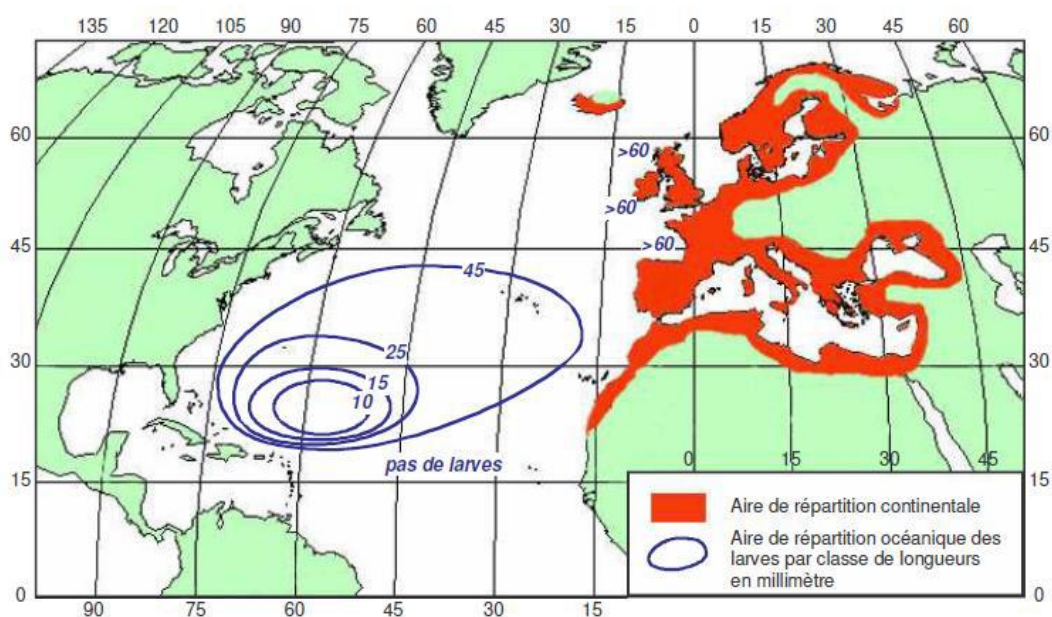 135 120 105 90 75 60 45 30 15 0 15 30 45 60
60 60
>60
>60
>60
45 45
45
30 30
25
15
10
pas de larves
0 15 30 45
15 15
Aire de répartition continentale
Aire de répartition océanique des
larves par classe de longueurs
en millimètre
0 0
90 75 60 45 30 15